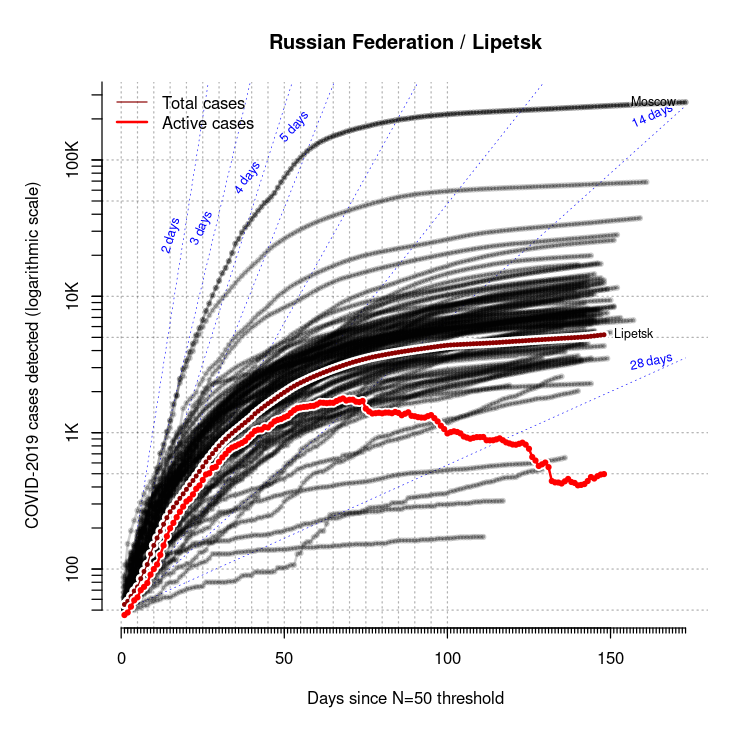 Russian Federation / Lipetsk
Total cases
Active cases
Moscow
14 days
5 days
4 days
3 days
2 days
Lipetsk
28 days
100K
10K
1K
100
COVID-2019 cases detected (logarithmic scale)
0 50 100 150
Days since N=50 threshold